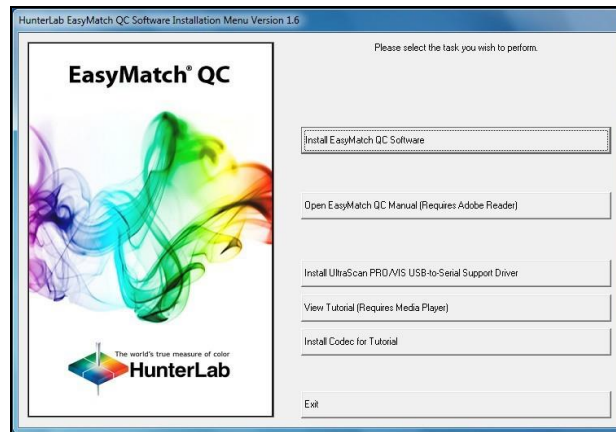 HunterLab EasyMatch QC Software Installation Menu Version 1.6
Please select the task you wish to perform.
EasyMatch® QC
Install EasyMatch QC Software
Open EasyMatch QC Manual (Requires Adobe Reader)
Install UltraScan PRO/VIS USB-to-Serial Support Driver
View Tutorial (Requires Media Player)
Install Codec for Tutorial
The world's true measure of color
HunterLab
Exit